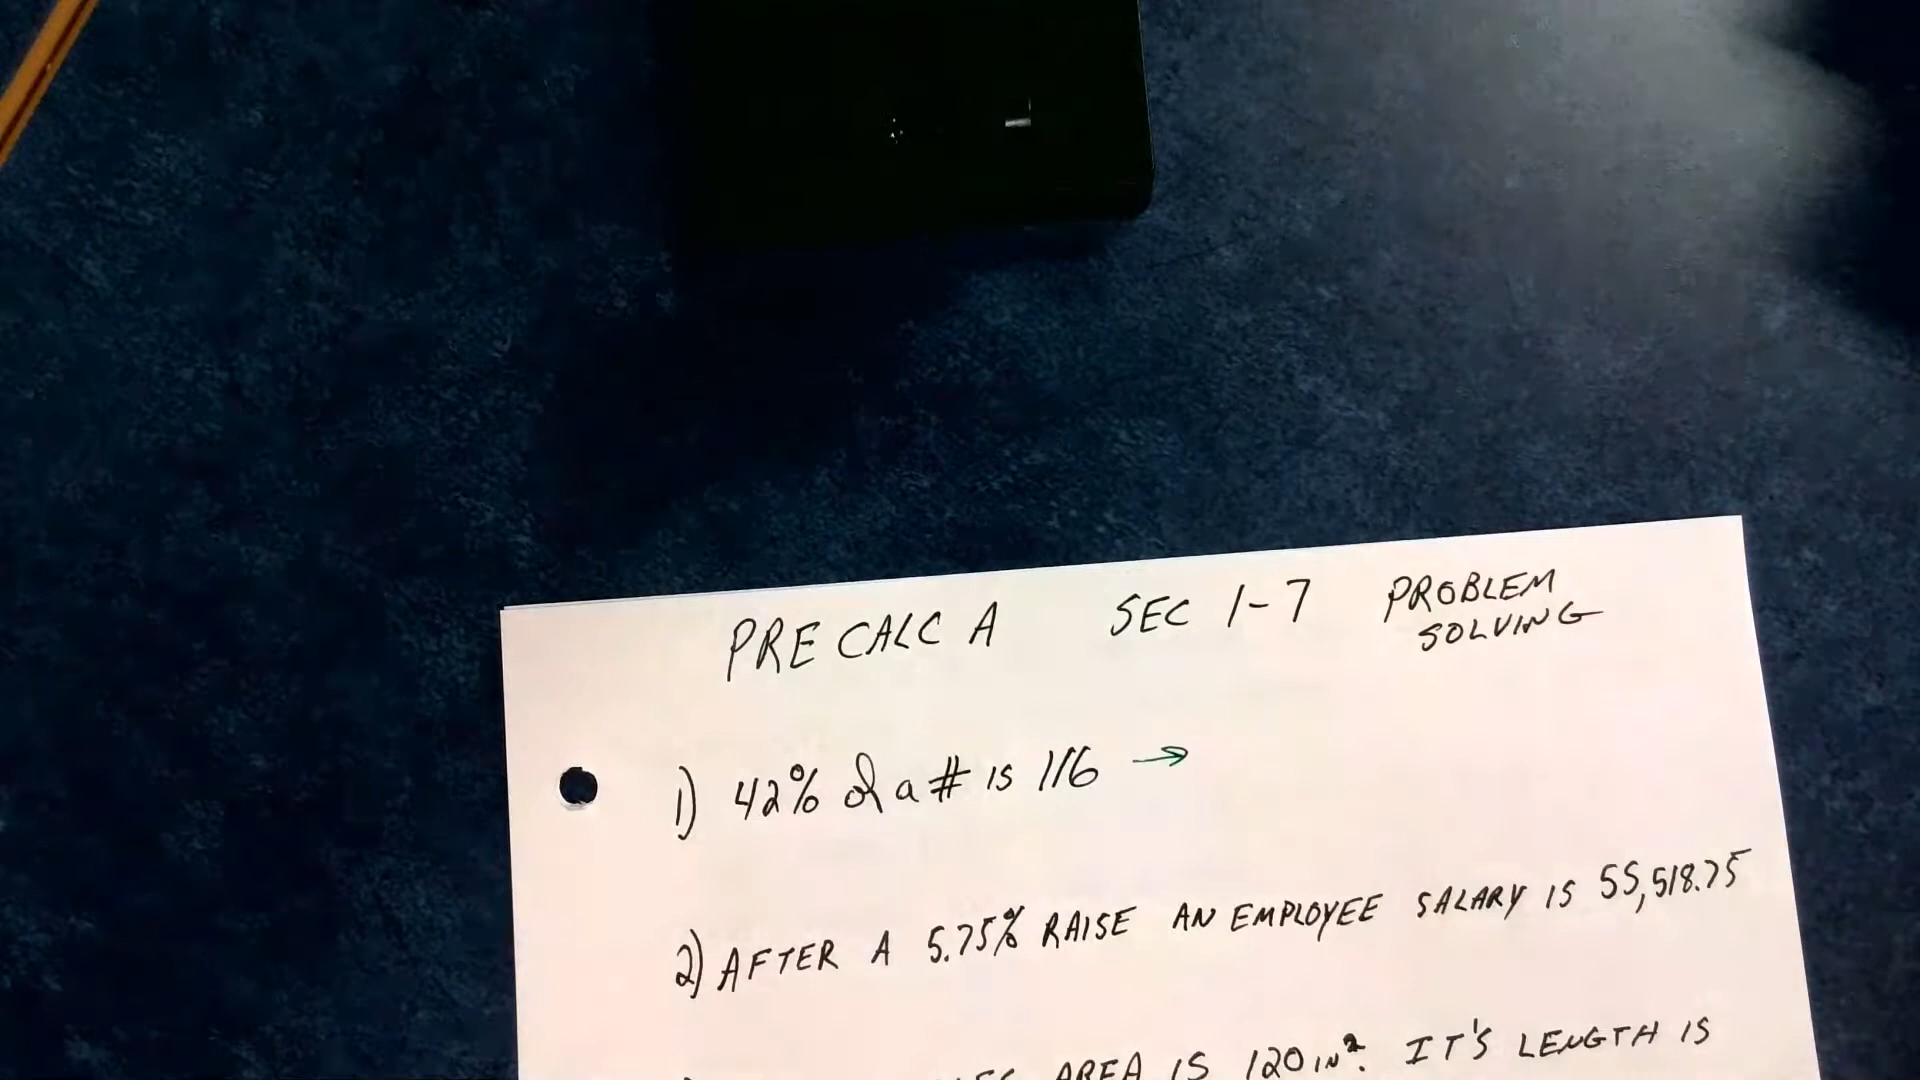 PRE CALC A SEC 1-7 PROBLEM
SOLVING
1) 42% of a # is 116 →
2) AFTER A 5.75% RAISE AN EMPLOYEE SALARY IS 55,518.75
AREA IS 120 IN². IT'S LENGTH IS